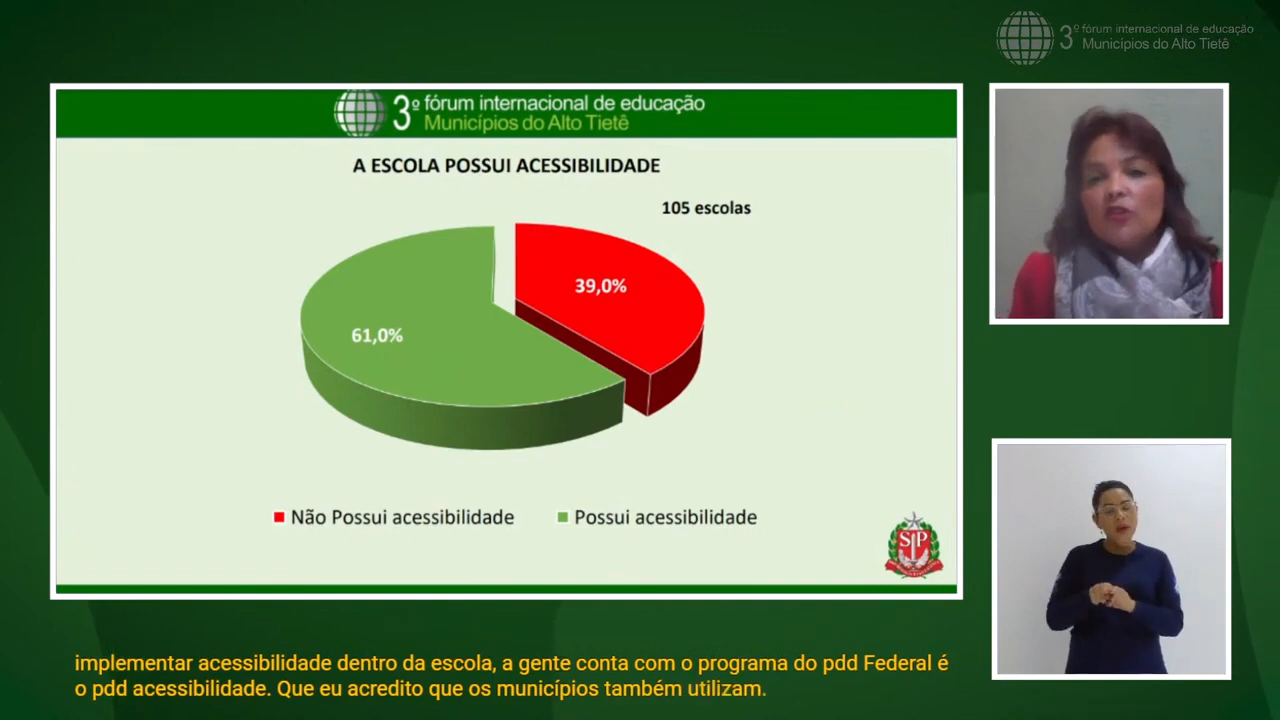 3º fórum internacional de educação
Municípios do Alto Tietê
3º fórum internacional de educação
Municípios do Alto Tietê
A ESCOLA POSSUI ACESSIBILIDADE
105 escolas
39,0%
61,0%
Não Possui acessibilidade
Possui acessibilidade
SP
implementar acessibilidade dentro da escola, a gente conta com o programa do pdd Federal é
o pdd acessibilidade. Que eu acredito que os municípios também utilizam.